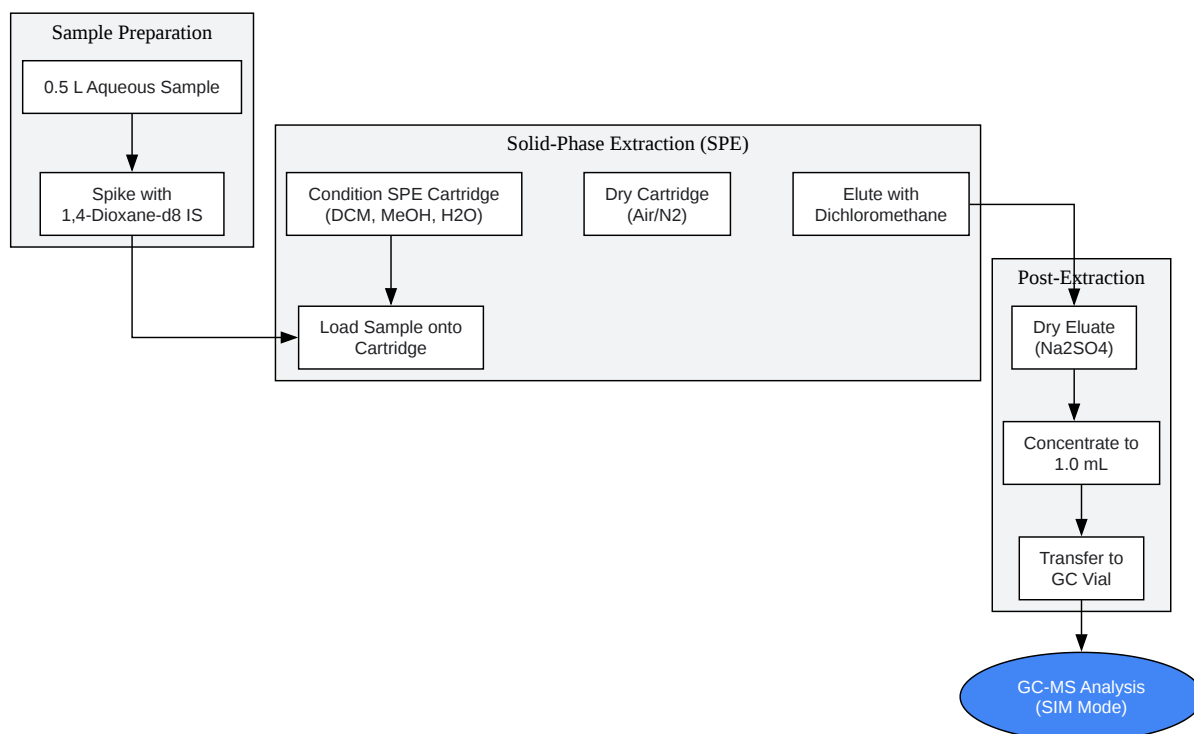 Sample Preparation
0.5 L Aqueous Sample
Spike with
1,4-Dioxane-d8 IS
Solid-Phase Extraction (SPE)
Condition SPE Cartridge
(DCM, MeOH, H2O)
Dry Cartridge
(Air/N2)
Elute with
Dichloromethane
Load Sample onto
Cartridge
Post-Extraction
Dry Eluate
(Na2SO4)
Concentrate to
1.0 mL
Transfer to
GC Vial
GC-MS Analysis
(SIM Mode)